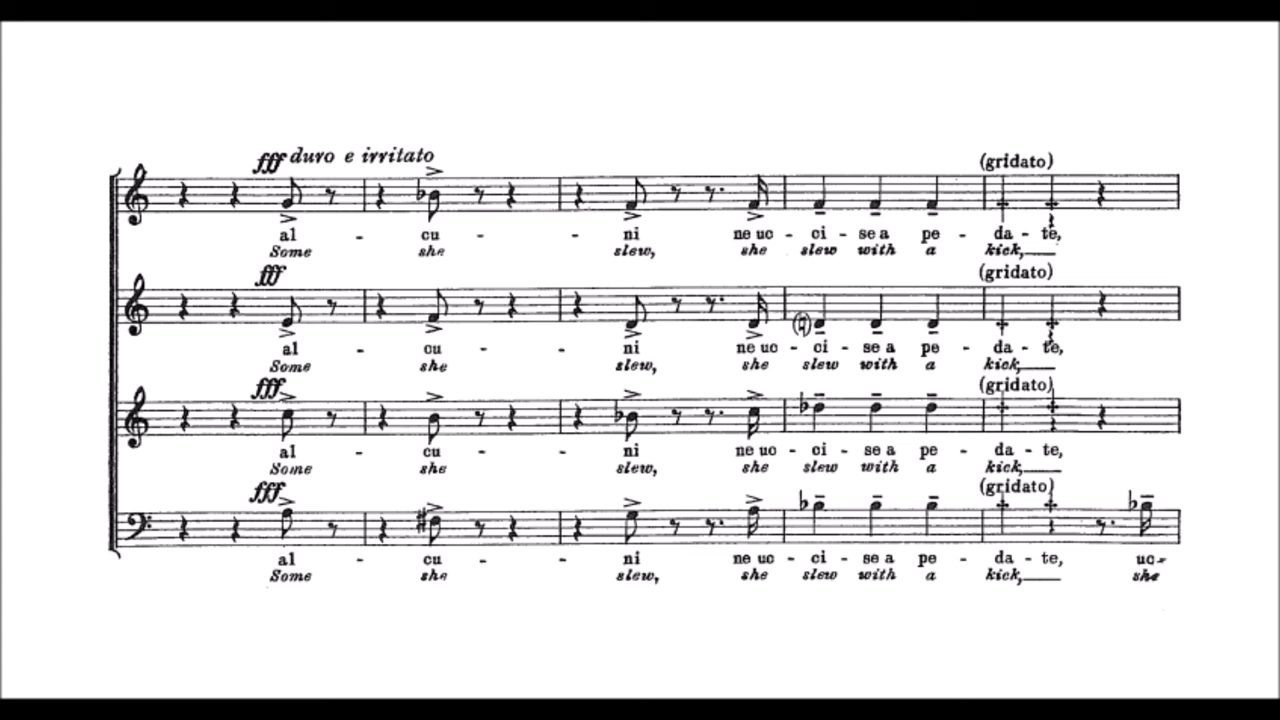 fff duro e irritato (gridato)
al - cu - - ni ne uc - ci - se a pe - da - te,
Some she slew, she slew with a kick,
fff (gridato)
al - cu - - ni ne uc - ci - se a pe - da - te,
Some she slew, she slew with a kick,
fff (gridato)
al - cu - - ni ne uc - ci - se a pe - da - te,
Some she slew, she slew with a kick,
fff (gridato)
al - cu - - ni ne uc - ci - se a pe - da - te, uc-
Some she slew, she slew with a kick, she